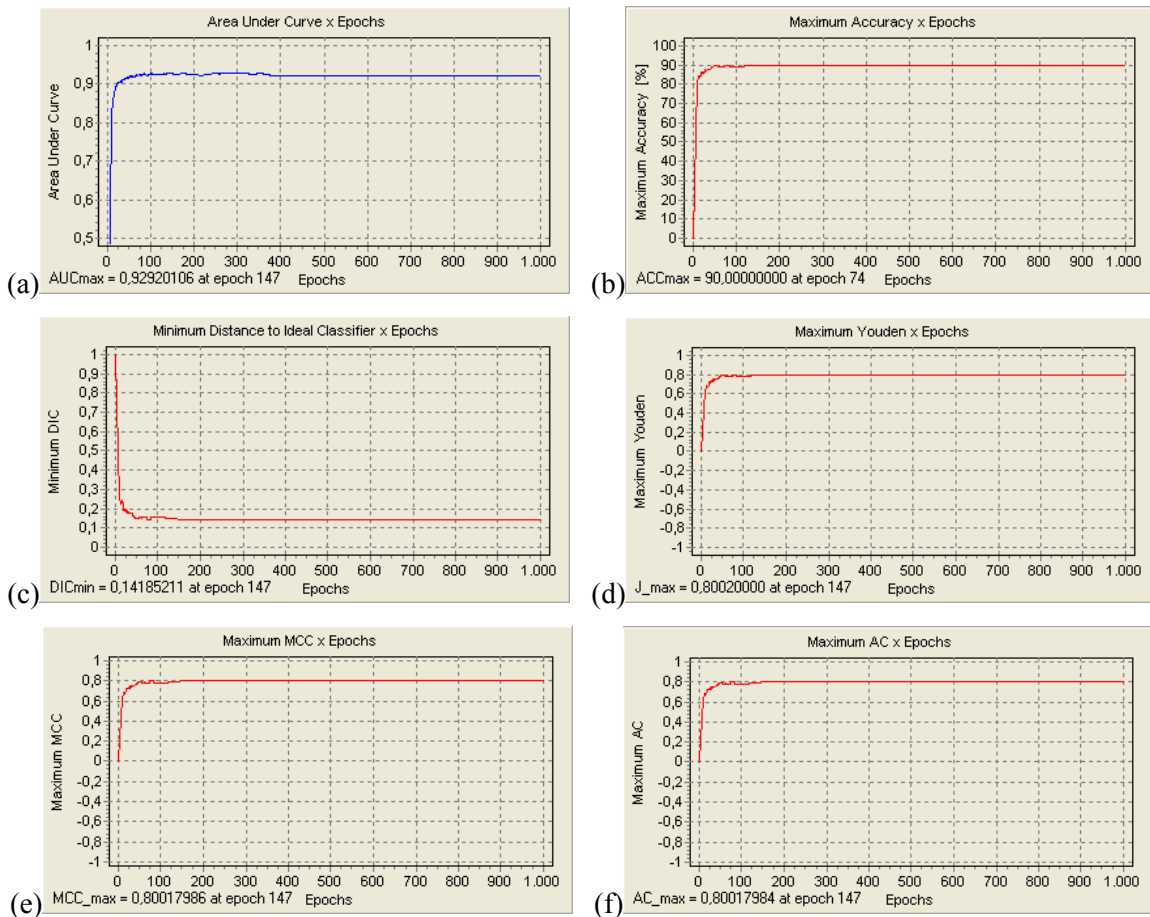 Area Under Curve x Epochs
Area Under Curve
1
0,9
0,8
0,7
0,6
0,5
0 100 200 300 400 500 600 700 800 900 1.000
AUCmax = 0,92920106 at epoch 147 Epochs
(a)
Maximum Accuracy x Epochs
Maximum Accuracy [%]
100
90
80
70
60
50
40
30
20
10
0
0 100 200 300 400 500 600 700 800 900 1.000
ACCmax = 90,00000000 at epoch 74 Epochs
(b)
Minimum Distance to Ideal Classifier x Epochs
Minimum DIC
1
0,9
0,8
0,7
0,6
0,5
0,4
0,3
0,2
0,1
0
0 100 200 300 400 500 600 700 800 900 1.000
DICmin = 0,14185211 at epoch 147 Epochs
(c)
Maximum Youden x Epochs
Maximum Youden
1
0,8
0,6
0,4
0,2
0
-0,2
-0,4
-0,6
-0,8
-1
0 100 200 300 400 500 600 700 800 900 1.000
J_max = 0,80020000 at epoch 147 Epochs
(d)
Maximum MCC x Epochs
Maximum MCC
1
0,8
0,6
0,4
0,2
0
-0,2
-0,4
-0,6
-0,8
-1
0 100 200 300 400 500 600 700 800 900 1.000
MCC_max = 0,80017986 at epoch 147 Epochs
(e)
Maximum AC x Epochs
Maximum AC
1
0,8
0,6
0,4
0,2
0
-0,2
-0,4
-0,6
-0,8
-1
0 100 200 300 400 500 600 700 800 900 1.000
AC_max = 0,80017984 at epoch 147 Epochs
(f)